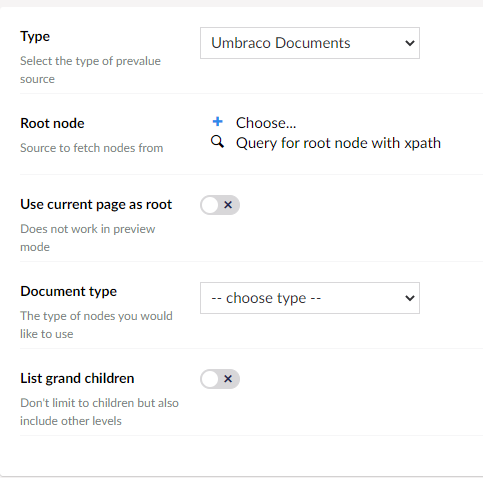 Type
Umbraco Documents
Select the type of prevalue
source
Root node
Choose...
Source to fetch nodes from
Query for root node with xpath
Use current page as root
Does not work in preview
mode
Document type
-- choose type --
The type of nodes you would
like to use
List grand children
Don't limit to children but also
include other levels